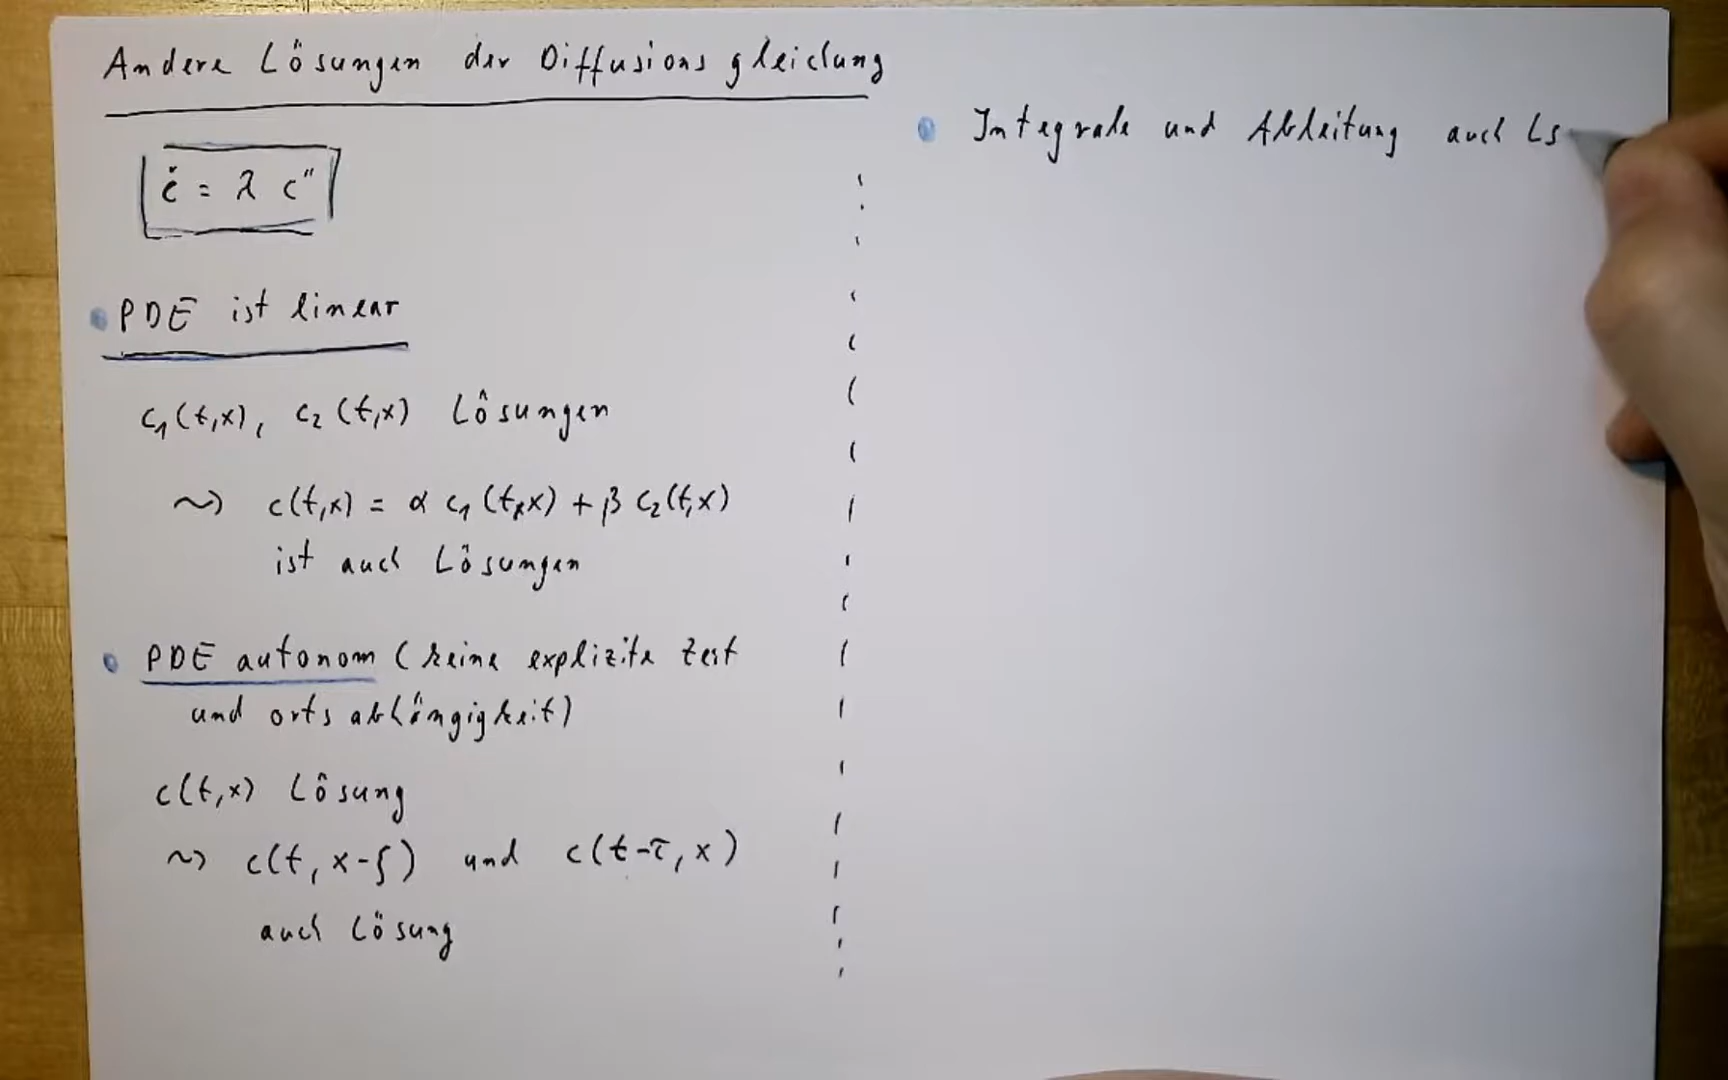 Andere Lösungen der Diffusionsgleichung
ċ = λ c"
• PDE ist linear
c₁(t,x), c₂(t,x) Lösungen
~> c(t,x) = α c₁(t,x) + β c₂(t,x)
ist auch Lösungen
• PDE autonom (keine explizite Zeit
und ortsabhängigkeit)
c(t,x) Lösung
~> c(t, x-ξ) und c(t-τ, x)
auch Lösung
• Integrale und Ableitung auch Ls